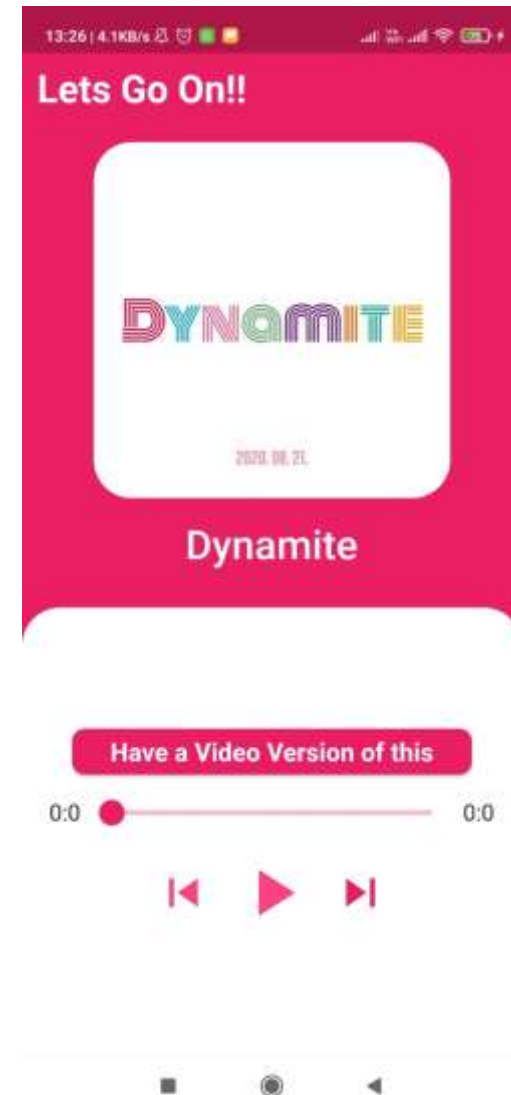 13:26 | 4.1KB/s
Lets Go On!!
DYNAMITE
2020. 08. 21.
Dynamite
Have a Video Version of this
0:0 0:0